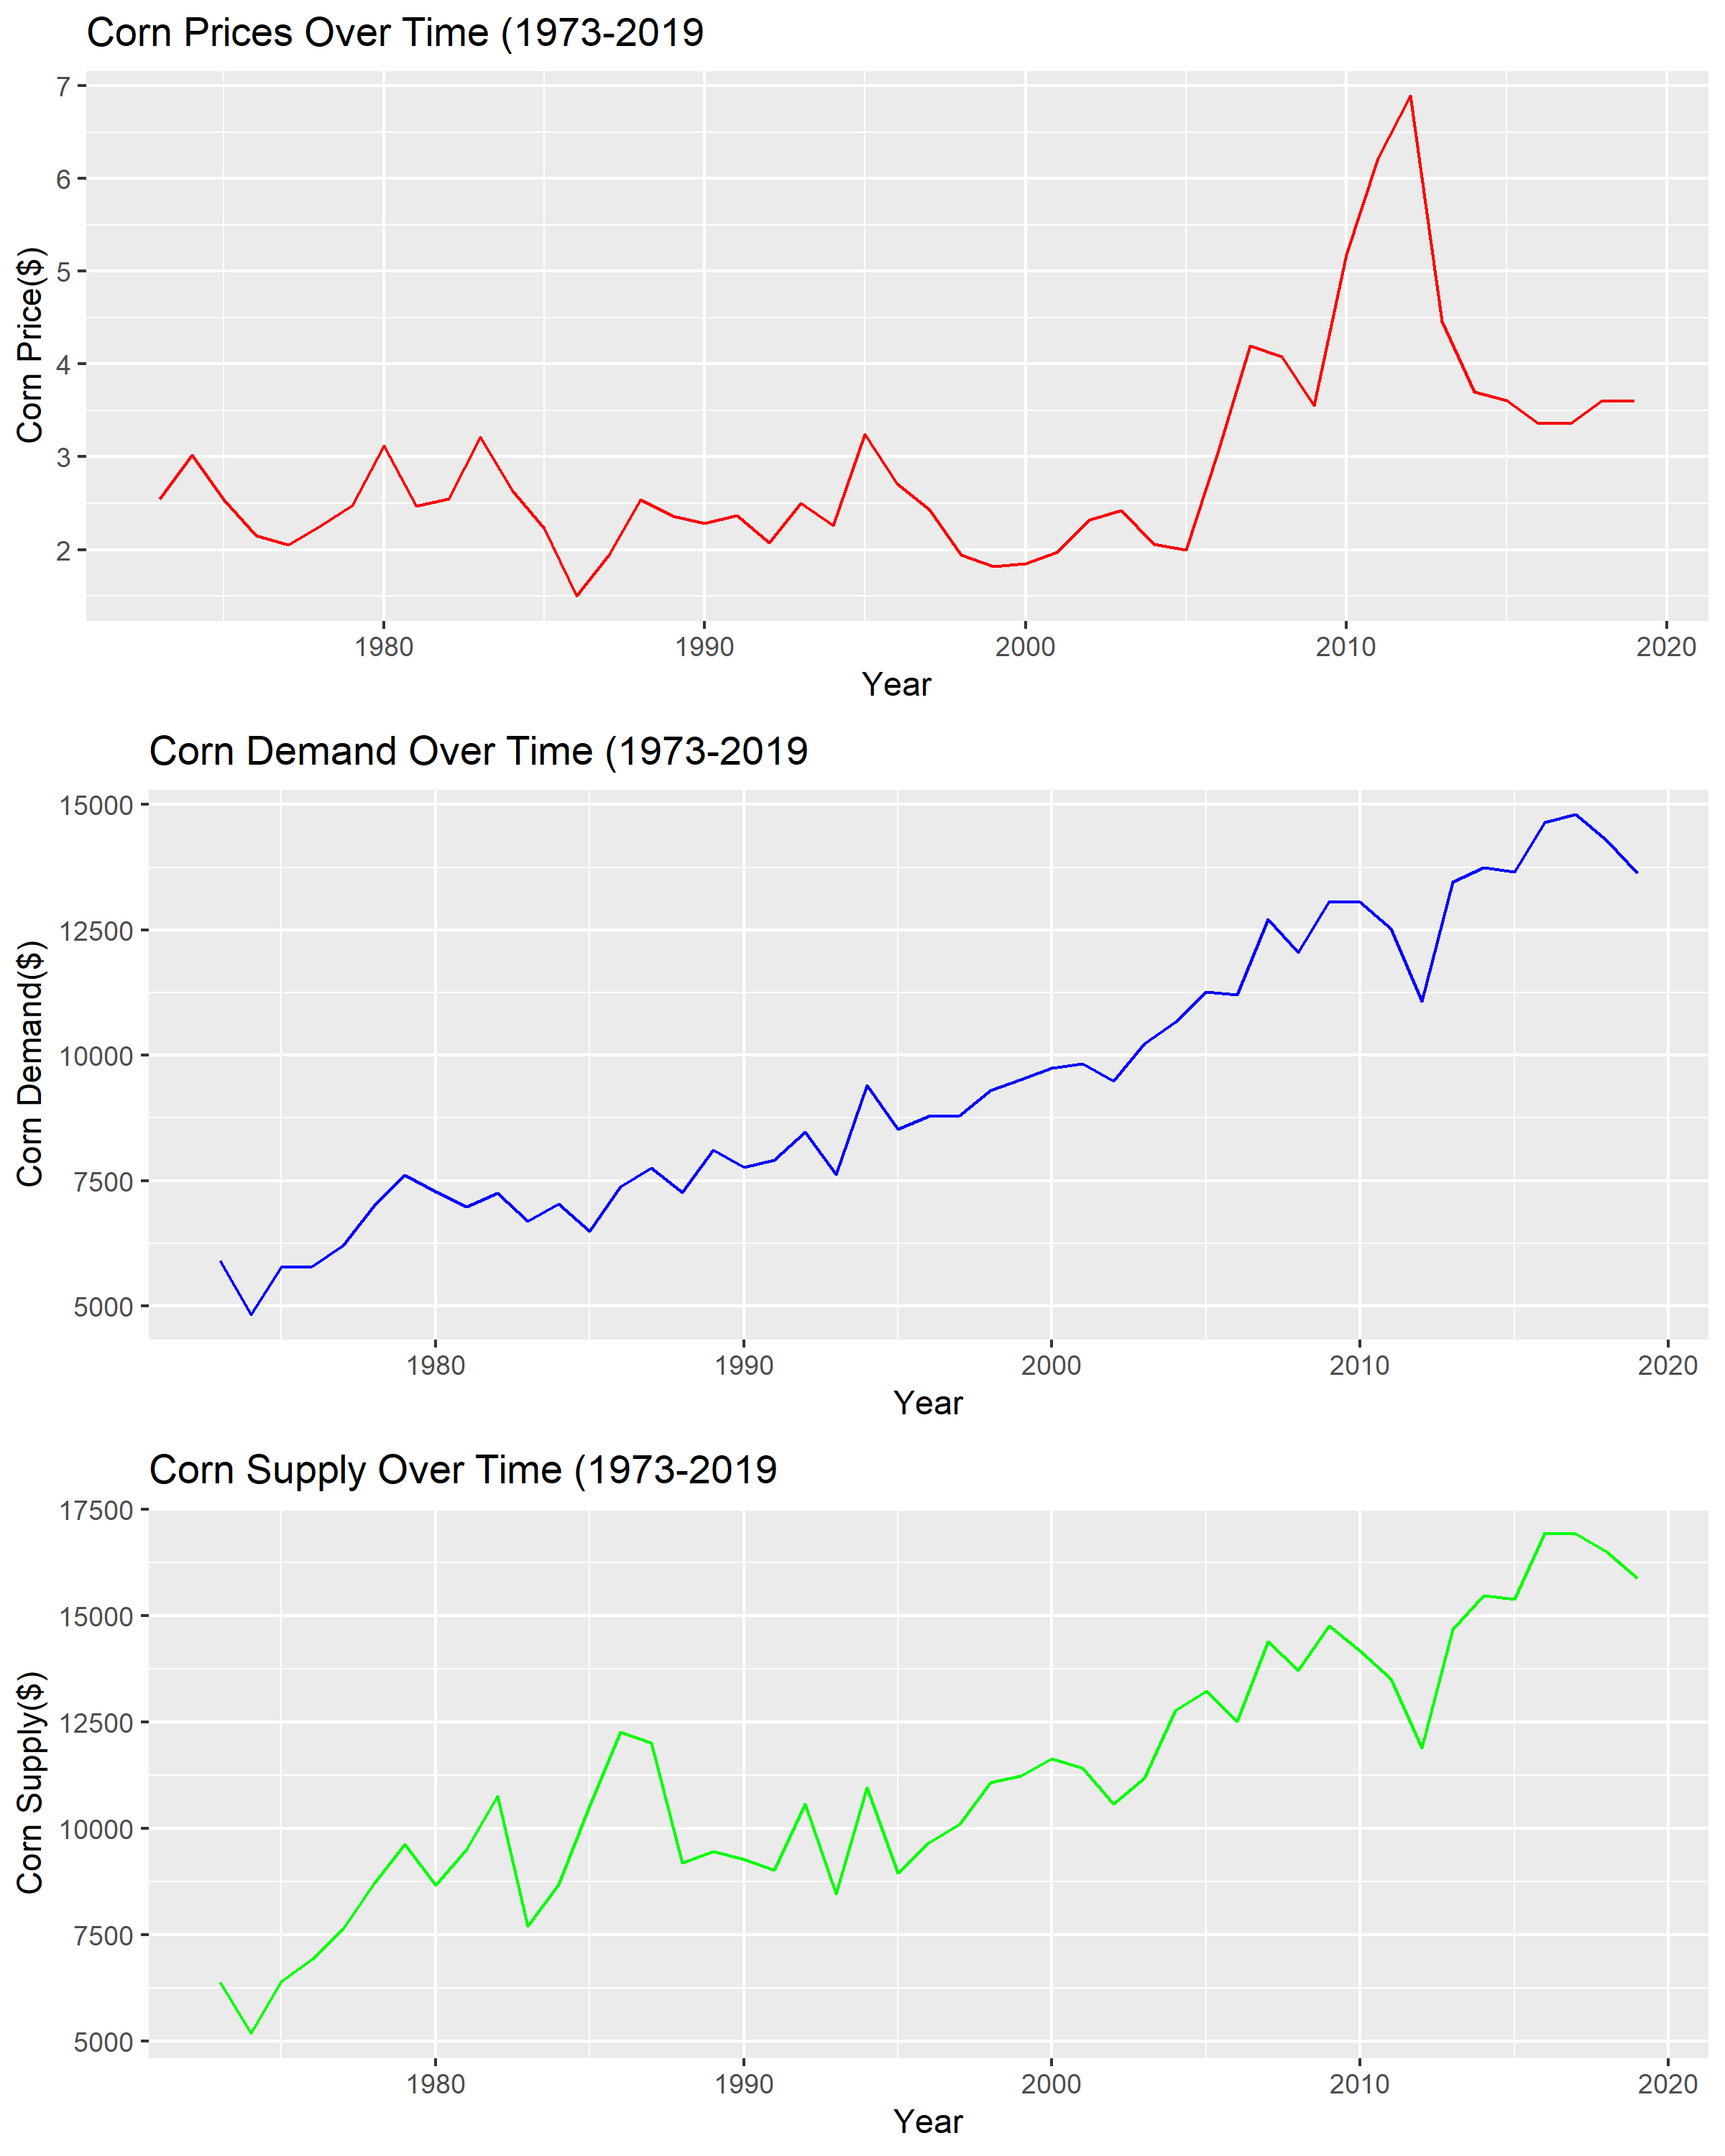 Corn Prices Over Time (1973-2019
7
6
5
4
3
2
Corn Price($)
1980 1990 2000 2010 2020
Year
Corn Demand Over Time (1973-2019
15000
12500
10000
7500
5000
Corn Demand($)
1980 1990 2000 2010 2020
Year
Corn Supply Over Time (1973-2019
17500
15000
12500
10000
7500
5000
Corn Supply($)
1980 1990 2000 2010 2020
Year